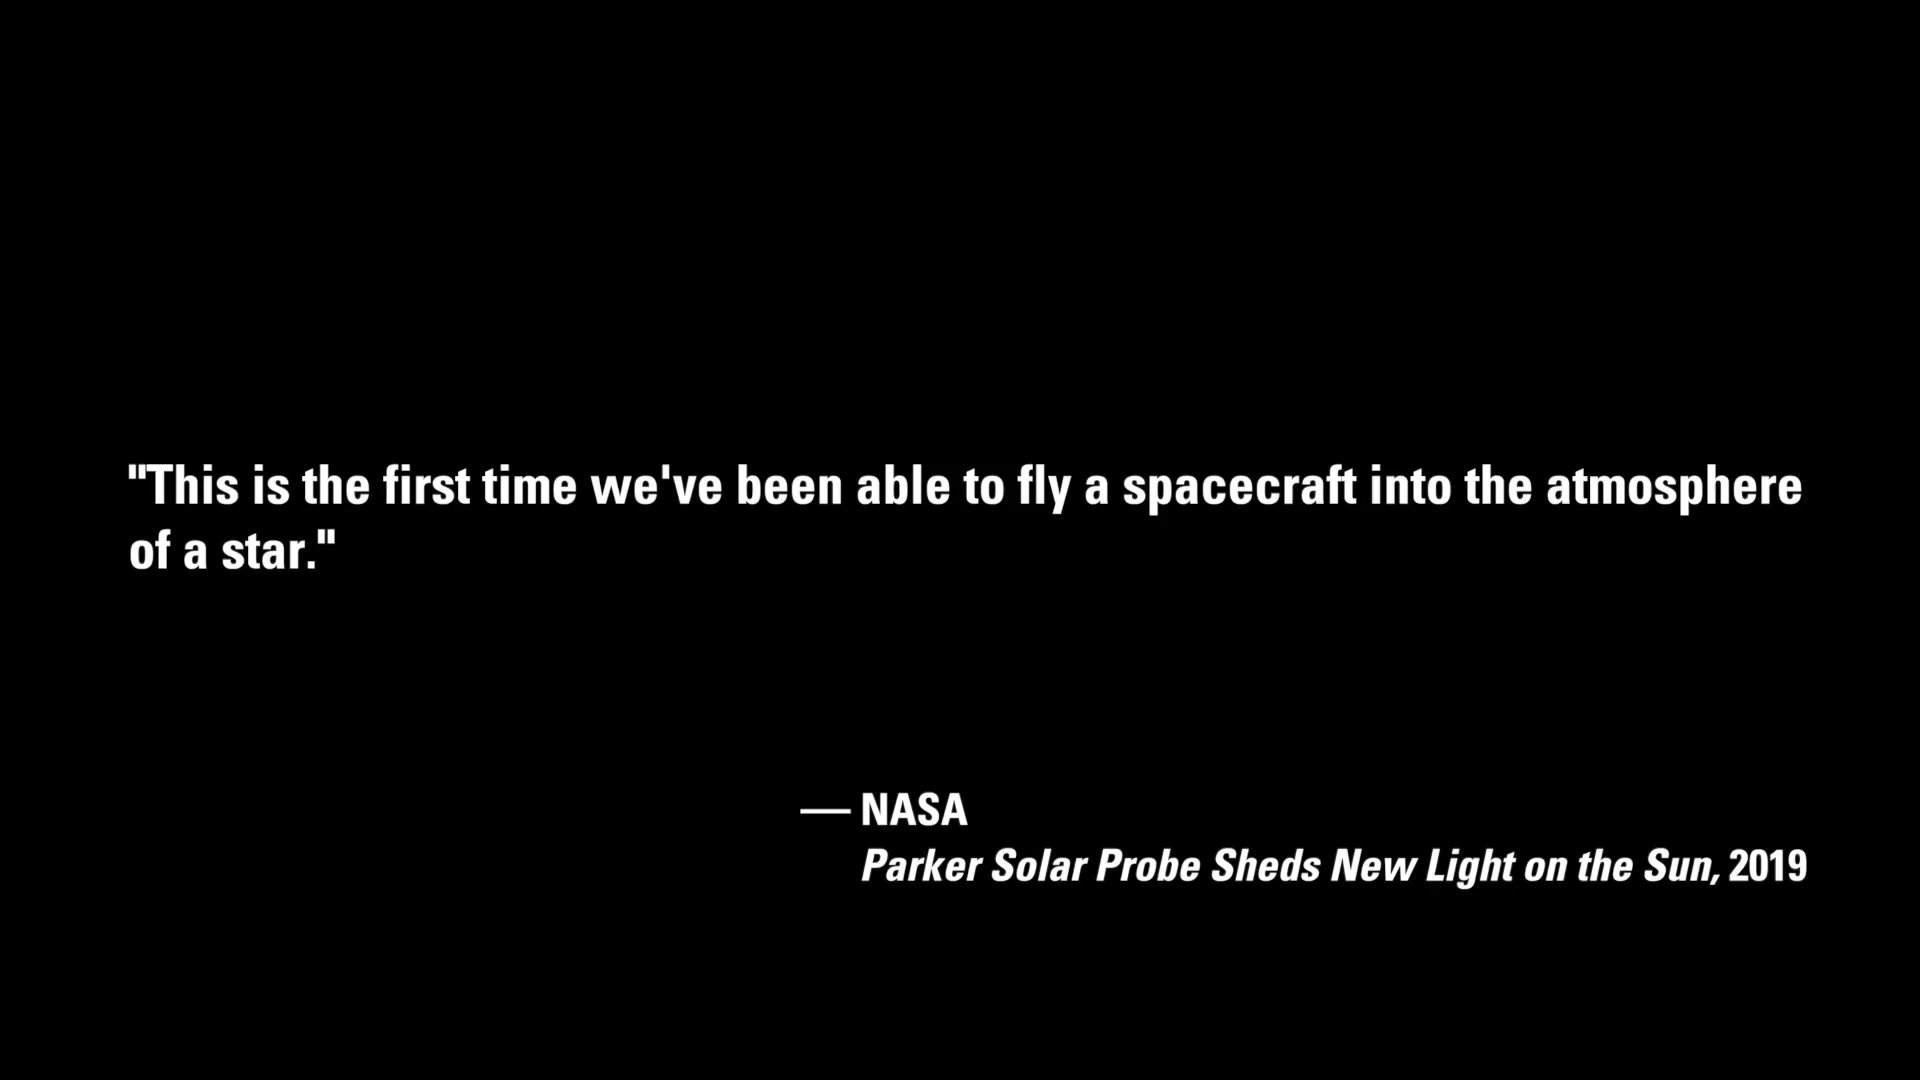 "This is the first time we've been able to fly a spacecraft into the atmosphere
of a star."
— NASA
Parker Solar Probe Sheds New Light on the Sun, 2019